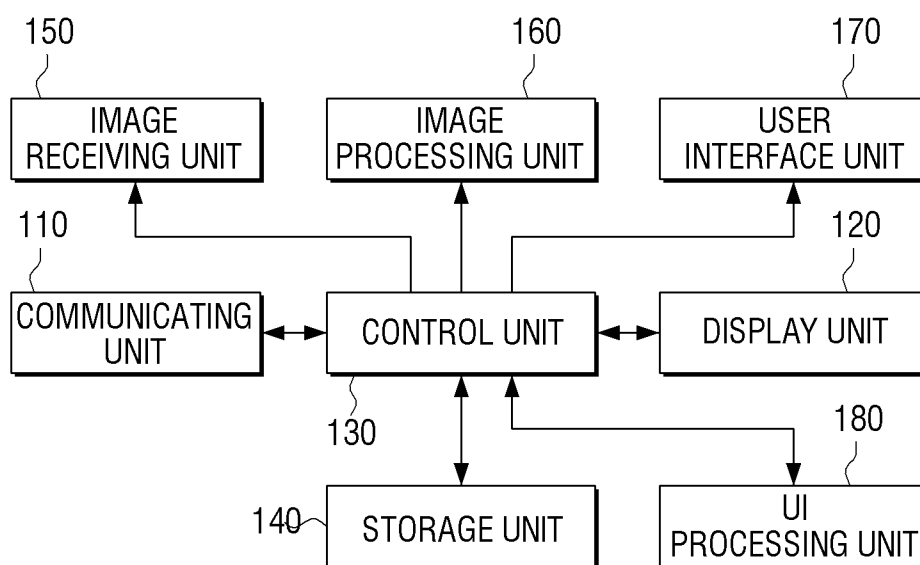 150
160
170
IMAGE
RECEIVING UNIT
IMAGE
PROCESSING UNIT
USER
INTERFACE UNIT
110
120
COMMUNICATING
UNIT
CONTROL UNIT
DISPLAY UNIT
130
180
140
STORAGE UNIT
UI
PROCESSING UNIT